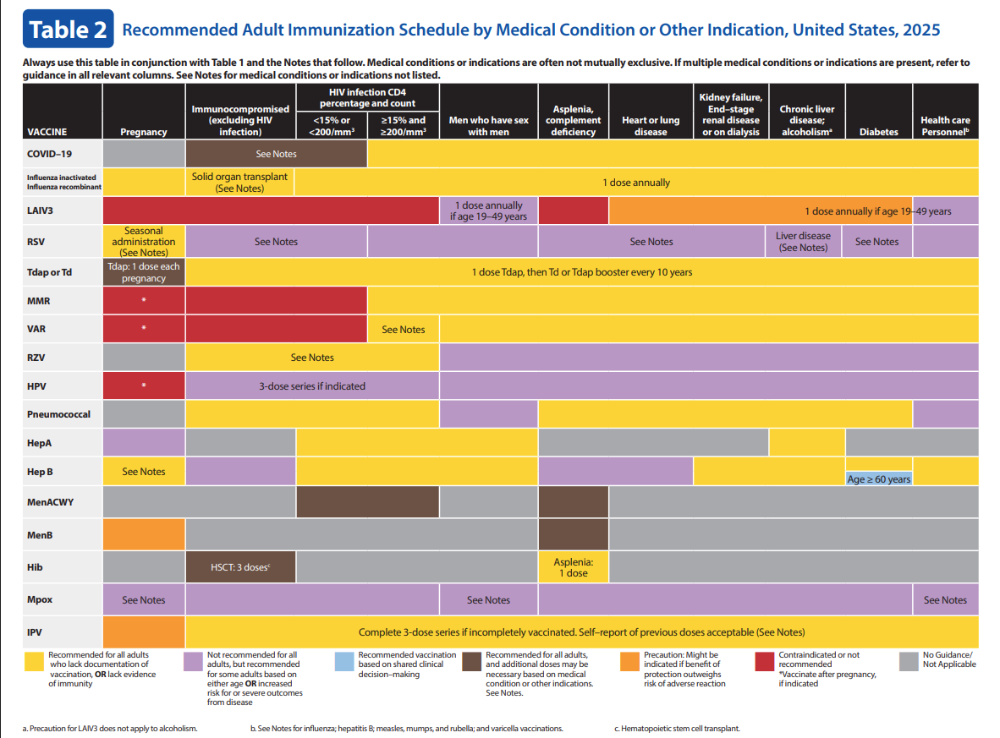 Table 2 Recommended Adult Immunization Schedule by Medical Condition or Other Indication, United States, 2025
Always use this table in conjunction with Table 1 and the Notes that follow. Medical conditions or indications are often not mutually exclusive. If multiple medical conditions or indications are present, refer to
guidance in all relevant columns. See Notes for medical conditions or indications not listed.
VACCINE
Pregnancy
Immunocompromised
(excluding HIV
infection)
HIV infection CD4
percentage and count
<15% or
<200/mm³
≥15% and
≥200/mm³
Men who have sex
with men
Asplenia,
complement
deficiency
Heart or lung
disease
Kidney failure,
End–stage
renal disease
or on dialysis
Chronic liver
disease;
alcoholismᵃ
Diabetes
Health care
Personnelᵇ
COVID–19
See Notes
Influenza inactivated
Influenza recombinant
Solid organ transplant
(See Notes)
1 dose annually
LAIV3
1 dose annually
if age 19–49 years
1 dose annually if age 19–49 years
RSV
Seasonal
administration
(See Notes)
See Notes
See Notes
Liver disease
(See Notes)
See Notes
Tdap or Td
Tdap: 1 dose each
pregnancy
1 dose Tdap, then Td or Tdap booster every 10 years
MMR
*
VAR
*
See Notes
RZV
See Notes
HPV
*
3-dose series if indicated
Pneumococcal
HepA
Hep B
See Notes
Age ≥ 60 years
MenACWY
MenB
Hib
HSCT: 3 dosesᶜ
Asplenia:
1 dose
Mpox
See Notes
See Notes
See Notes
IPV
Complete 3-dose series if incompletely vaccinated. Self–report of previous doses acceptable (See Notes)
Recommended for all adults
who lack documentation of
vaccination, OR lack evidence
of immunity
Not recommended for all
adults, but recommended
for some adults based on
either age OR increased
risk for or severe outcomes
from disease
Recommended vaccination
based on shared clinical
decision–making
Recommended for all adults,
and additional doses may be
necessary based on medical
condition or other indications.
See Notes.
Precaution: Might be
indicated if benefit of
protection outweighs
risk of adverse reaction
Contraindicated or not
recommended
*Vaccinate after pregnancy,
if indicated
No Guidance/
Not Applicable
a. Precaution for LAIV3 does not apply to alcoholism.
b. See Notes for influenza; hepatitis B; measles, mumps, and rubella; and varicella vaccinations.
c. Hematopoietic stem cell transplant.